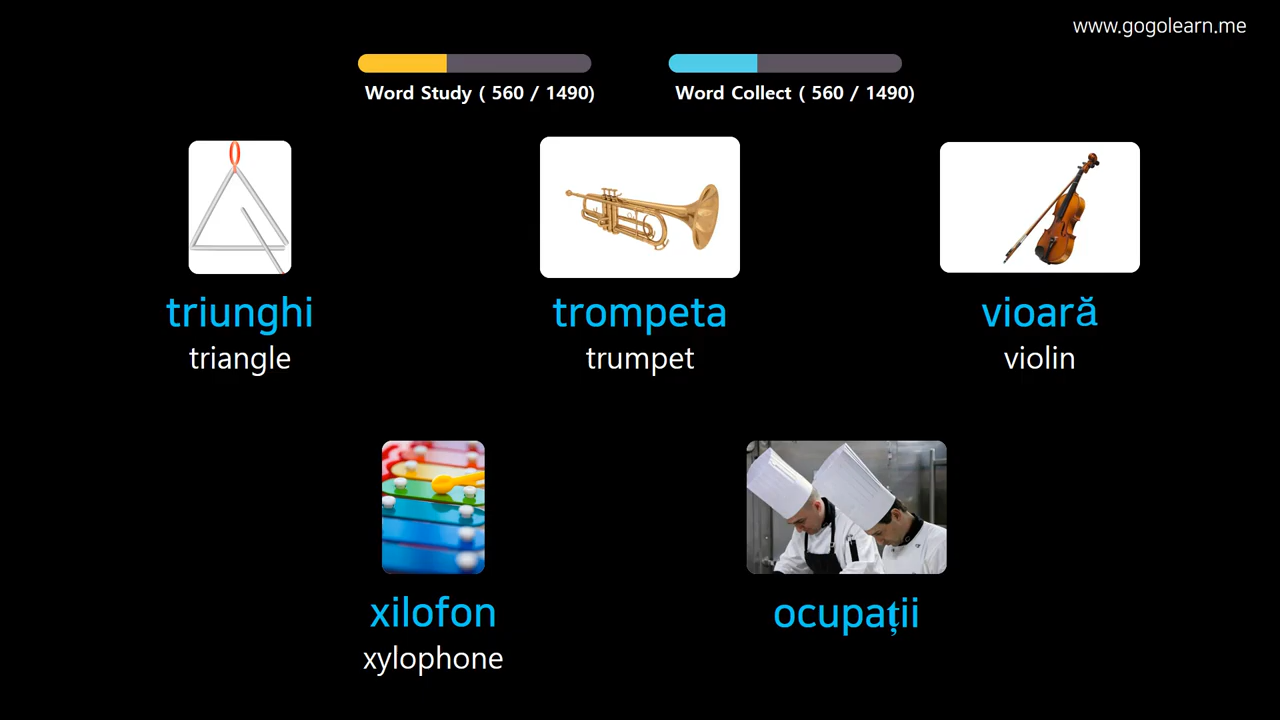 www.gogolearn.me
Word Study ( 560 / 1490)
Word Collect ( 560 / 1490)
triunghi
triangle
trompeta
trumpet
vioară
violin
xilofon
xylophone
ocupații